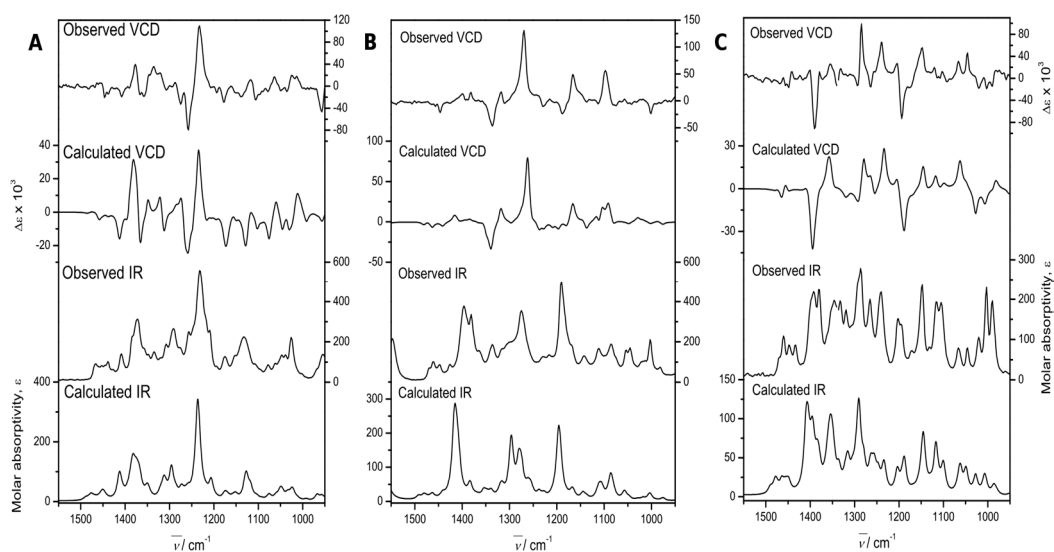 A
Observed VCD
120
80
40
0
-40
-80
Calculated VCD
40
20
0
-20
Δε x 10³
Observed IR
600
400
200
0
Calculated IR
400
200
0
Molar absorptivity, ε
1500 1400 1300 1200 1100 1000
ν̅/ cm⁻¹
B
Observed VCD
150
100
50
0
-50
Calculated VCD
100
50
0
-50
Observed IR
600
400
200
0
Calculated IR
300
250
200
150
100
50
0
1500 1400 1300 1200 1100 1000
ν̅/ cm⁻¹
C
Observed VCD
80
40
0
-40
-80
Δε x 10³
Calculated VCD
30
0
-30
Observed IR
300
200
100
0
Molar absorptivity, ε
Calculated IR
150
100
50
0
1500 1400 1300 1200 1100 1000
ν̅/ cm⁻¹